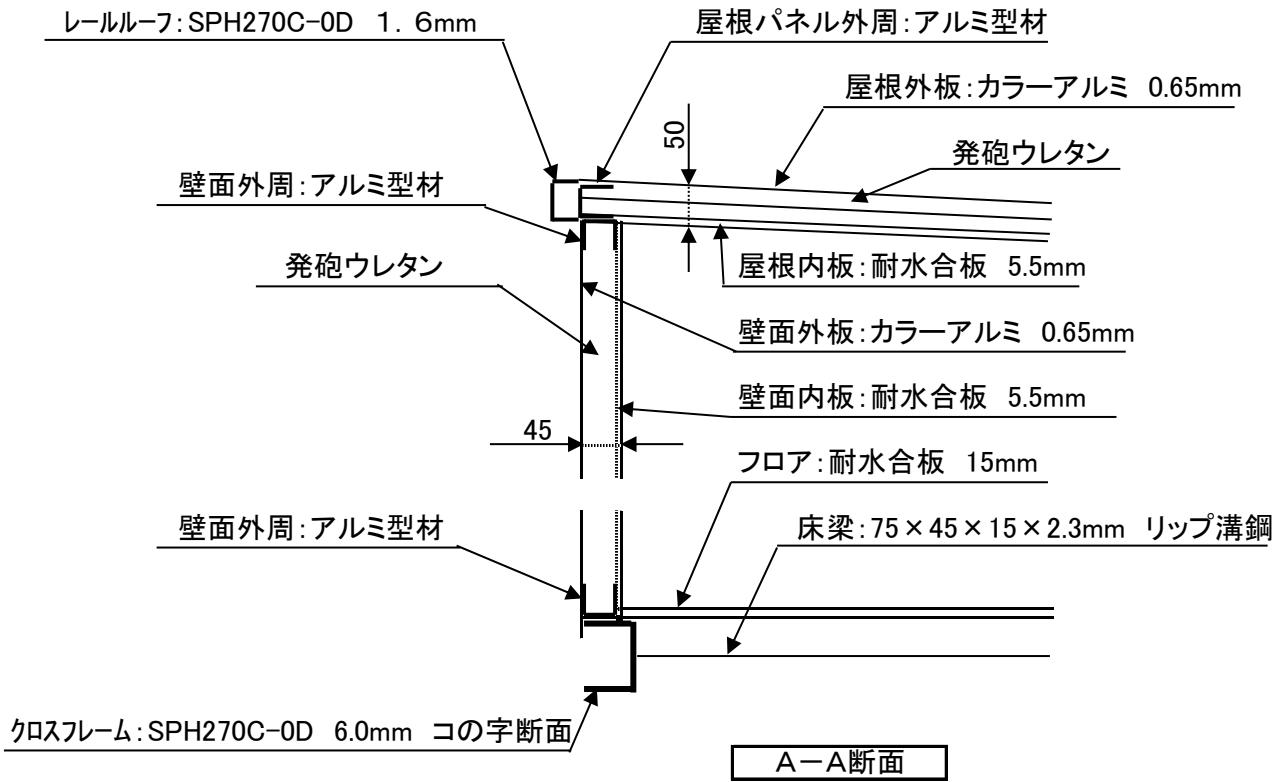 レールルーフ:SPH270C-0D 1.6mm
屋根パネル外周:アルミ型材
屋根外板:カラーアルミ 0.65mm
50
発砲ウレタン
壁面外周:アルミ型材
発砲ウレタン
屋根内板:耐水合板 5.5mm
壁面外板:カラーアルミ 0.65mm
壁面内板:耐水合板 5.5mm
45
フロア:耐水合板 15mm
壁面外周:アルミ型材
床梁:75×45×15×2.3mm リップ溝鋼
クロスフレーム:SPH270C-0D 6.0mm コの字断面
A-A断面